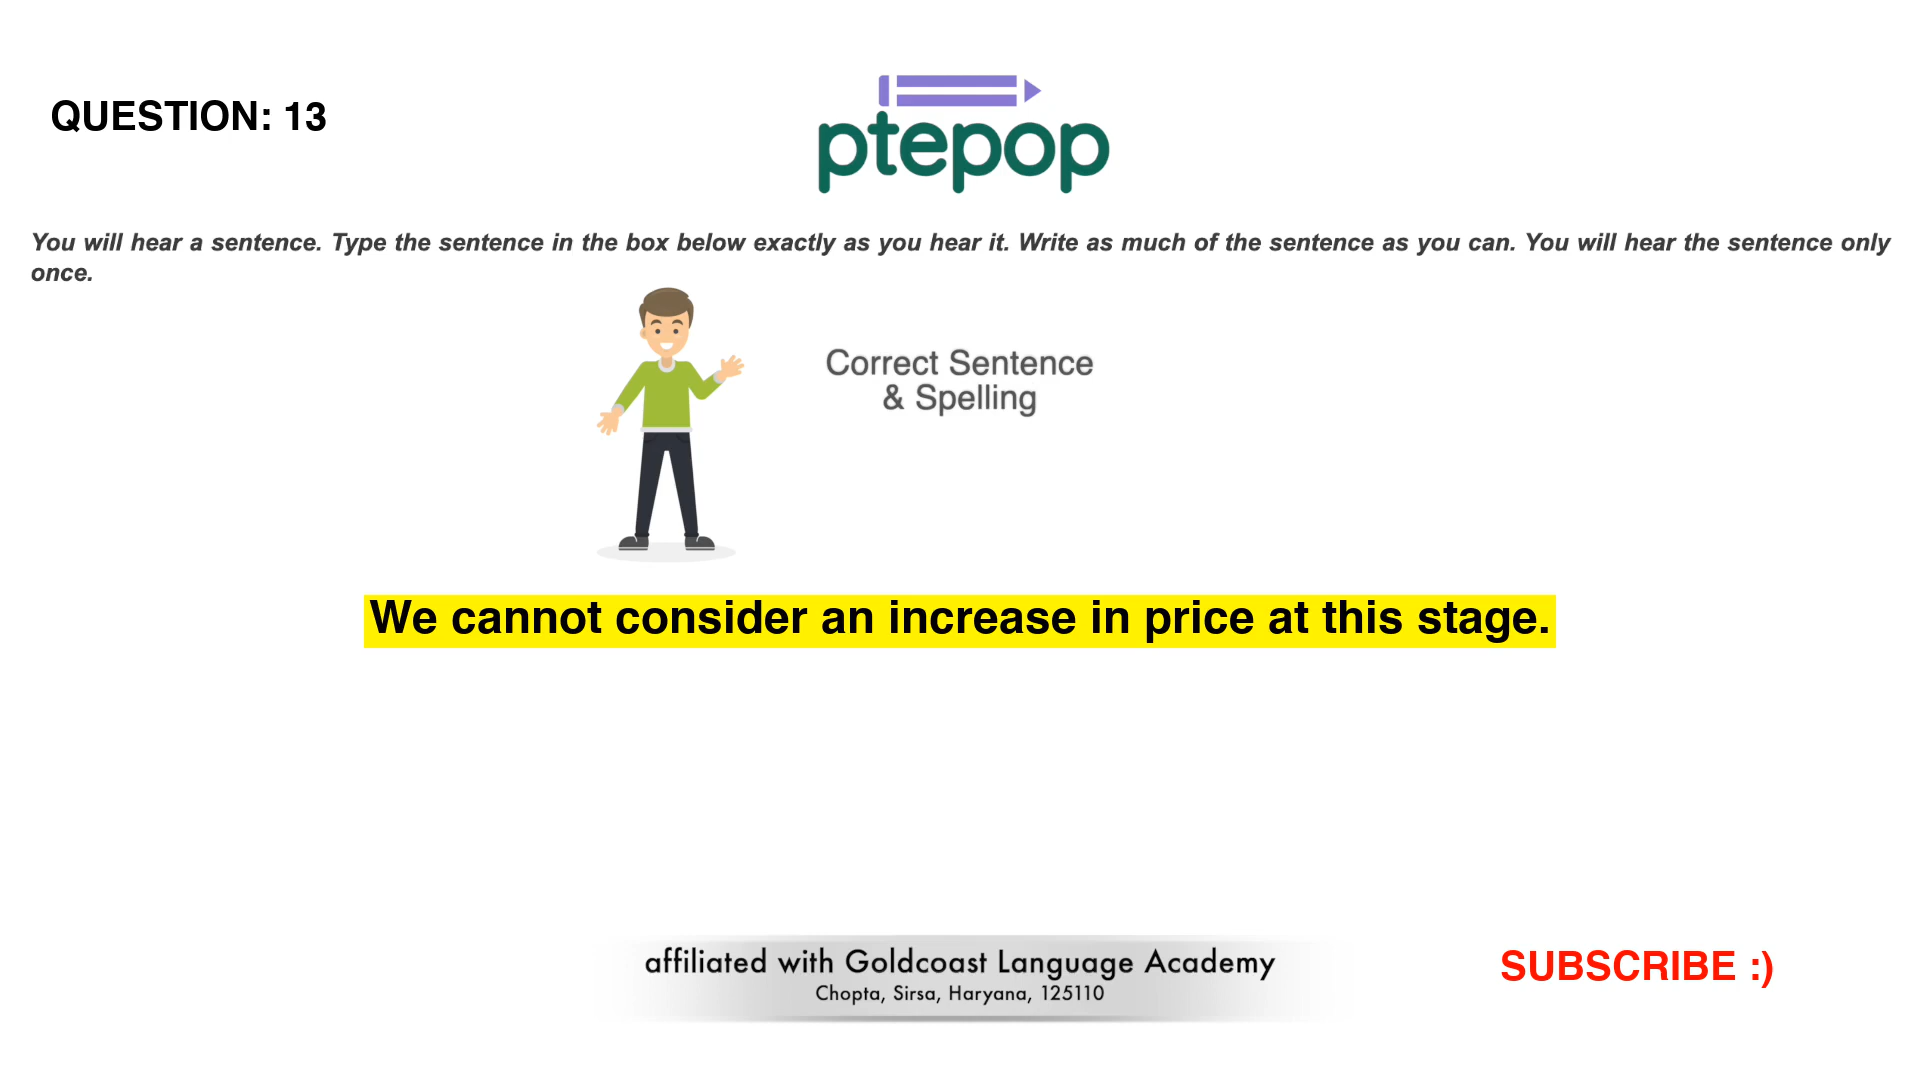 QUESTION: 13
ptepop
You will hear a sentence. Type the sentence in the box below exactly as you hear it. Write as much of the sentence as you can. You will hear the sentence only
once.
Correct Sentence
& Spelling
We cannot consider an increase in price at this stage.
affiliated with Goldcoast Language Academy
Chopta, Sirsa, Haryana, 125110
SUBSCRIBE :)